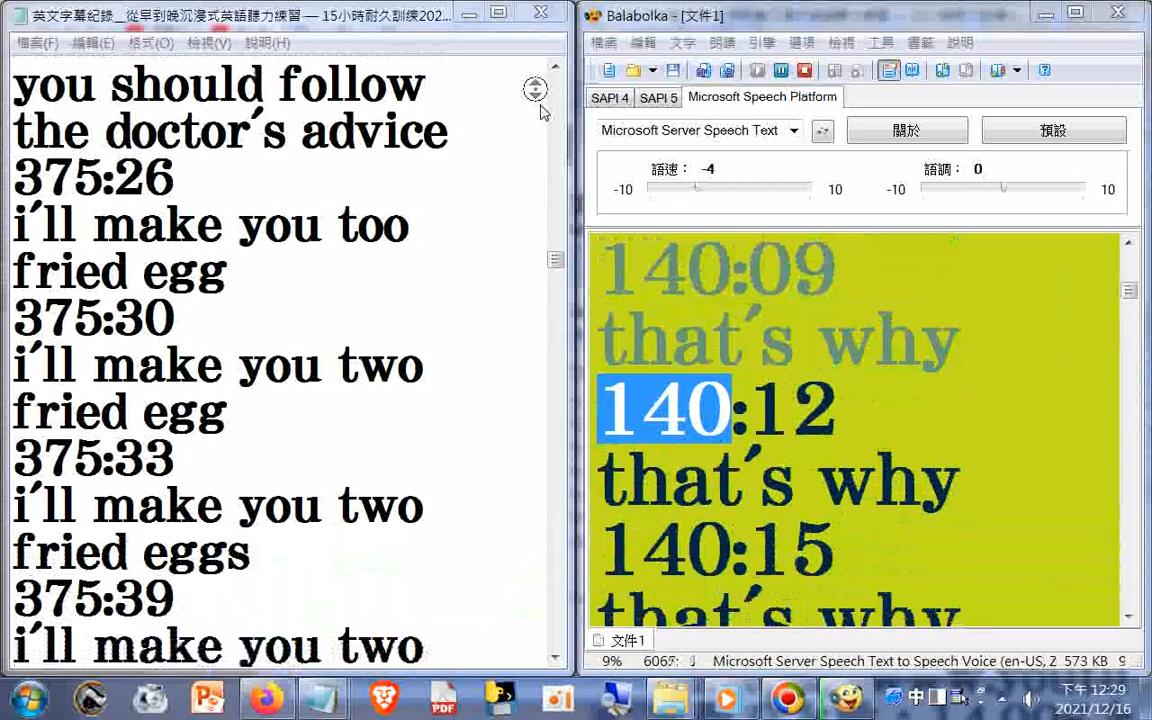 英文字幕紀錄__從早到晚沉浸式英語聽力練習 — 15小時耐久訓練202...
檔案(F) 編輯(E) 格式(O) 檢視(V) 說明(H)
you should follow
the doctor's advice
375:26
i'll make you too
fried egg
375:30
i'll make you two
fried egg
375:33
i'll make you two
fried eggs
375:39
i'll make you two
Balabolka - [文件1]
檔案 編輯 文字 朗讀 引擎 選項 檢視 工具 書籤 說明
SAPI 4 SAPI 5 Microsoft Speech Platform
Microsoft Server Speech Text 關於 預設
語速： -4 語調： 0
-10 10 -10 10
140:09
that's why
140:12
that's why
140:15
that's why
文件1
9% Microsoft Server Speech Text to Speech Voice (en-US, 2 573 KB 9
PDF 中 下午 12:29
2021/12/16